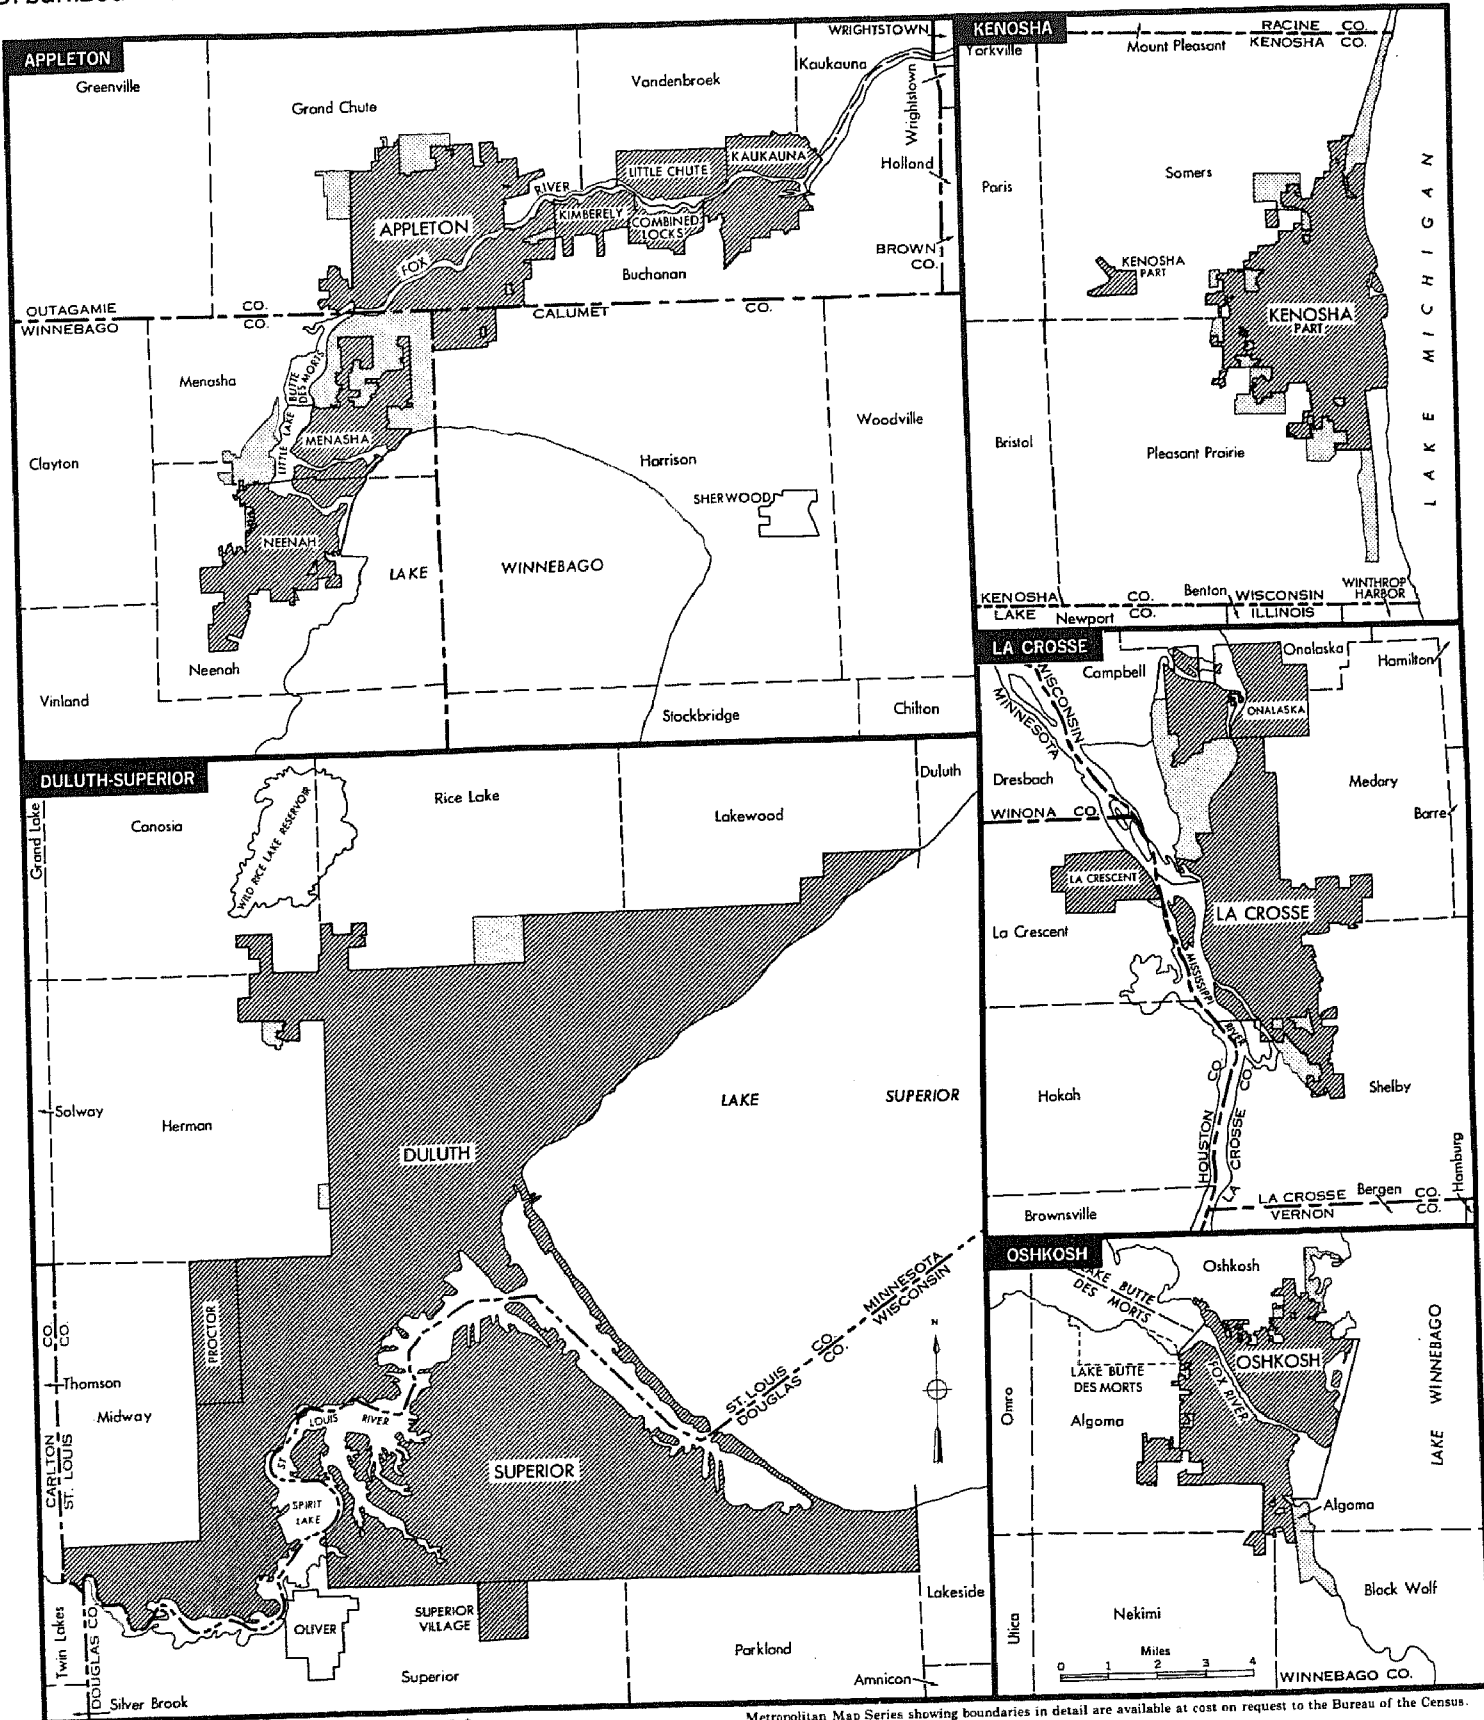 APPLETON
Greenville
Grand Chute
Vandenbroek
WRIGHTSTOWN
Kaukauna
Wrightstown
Holland
BROWN
CO.
LITTLE CHUTE
KAUKAUNA
RIVER
KIMBERELY
COMBINED
LOCKS
APPLETON
FOX
Buchanan
OUTAGAMIE CO.
WINNEBAGO CO.
CALUMET CO.
Menasha
LITTLE LAKE
BUTTE
DES MORTS
MENASHA
Clayton
Woodville
Harrison
SHERWOOD
NEENAH
LAKE WINNEBAGO
Neenah
Vinland
Stockbridge
Chilton
KENOSHA
RACINE CO.
KENOSHA CO.
Yorkville
Mount Pleasant
Paris
Somers
KENOSHA
PART
KENOSHA
PART
LAKE MICHIGAN
Bristol
Pleasant Prairie
KENOSHA CO.
LAKE CO.
Newport
Benton
WISCONSIN
ILLINOIS
WINTHROP
HARBOR
LA CROSSE
Campbell
Onalaska
Hamilton
WISCONSIN
MINNESOTA
ONALASKA
Dresbach
Medary
WINONA CO.
Barre
LA CRESCENT
LA CROSSE
La Crescent
MISSISSIPPI
RIVER
Hokah
Shelby
HOUSTON CO.
LA CROSSE CO.
Hamburg
Brownsville
LA CROSSE CO.
VERNON CO.
Bergen
DULUTH-SUPERIOR
Grand Lake
Canosia
WILD RICE LAKE RESERVOIR
Rice Lake
Lakewood
Duluth
Solway
Herman
DULUTH
LAKE SUPERIOR
PROCTOR
MINNESOTA
WISCONSIN
ST. LOUIS CO.
DOUGLAS CO.
N
Thomson
Midway
CARLTON CO.
ST. LOUIS CO.
ST LOUIS RIVER
SPIRIT
LAKE
SUPERIOR
Twin Lakes
DOUGLAS CO.
OLIVER
SUPERIOR
VILLAGE
Superior
Parkland
Lakeside
Amnicon
Silver Brook
OSHKOSH
LAKE BUTTE
DES MORTS
Oshkosh
OSHKOSH
FOX RIVER
LAKE BUTTE
DES MORTS
Omro
Algoma
LAKE WINNEBAGO
Algoma
Black Wolf
Nekimi
Utica
Miles
0 1 2 3 4
WINNEBAGO CO.
Metropolitan Map Series showing boundaries in detail are available at cost on request to the Bureau of the Census.